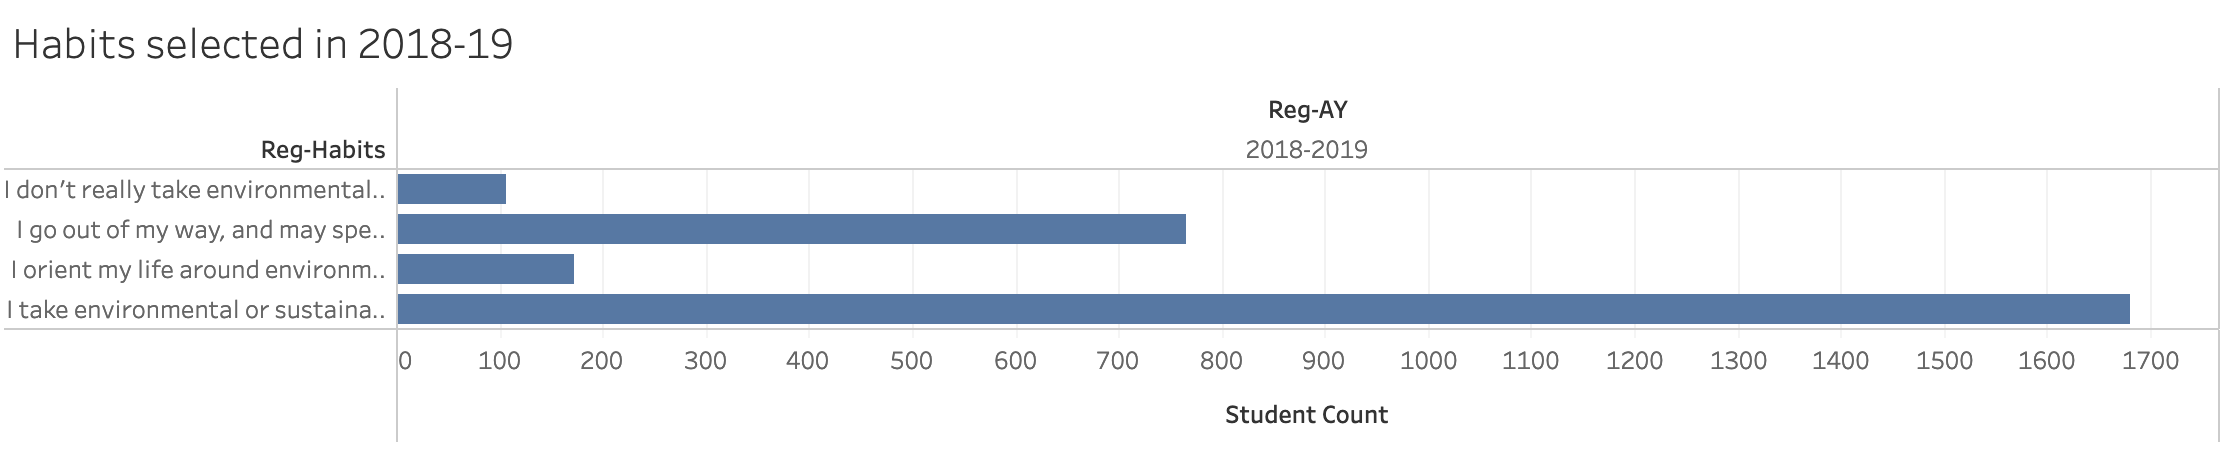 Habits selected in 2018-19
Reg-AY
Reg-Habits 2018-2019
I don’t really take environmental..
I go out of my way, and may spe..
I orient my life around environm..
I take environmental or sustaina..
0 100 200 300 400 500 600 700 800 900 1000 1100 1200 1300 1400 1500 1600 1700
Student Count